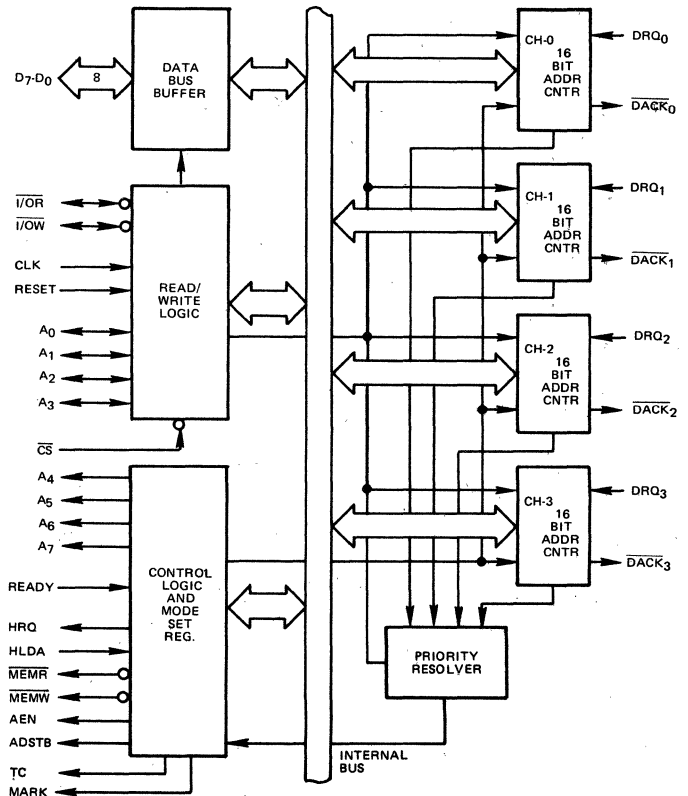 D₇-D₀
8
DATA
BUS
BUFFER
I/OR
I/OW
CLK
RESET
A₀
A₁
A₂
A₃
CS
READ/
WRITE
LOGIC
A₄
A₅
A₆
A₇
READY
HRQ
HLDA
MEMR
MEMW
AEN
ADSTB
TC
MARK
CONTROL
LOGIC
AND
MODE
SET
REG.
INTERNAL
BUS
CH-0 16
BIT
ADDR
CNTR
DRQ₀
DACK₀
CH-1 16
BIT
ADDR
CNTR
DRQ₁
DACK₁
CH-2 16
BIT
ADDR
CNTR
DRQ₂
DACK₂
CH-3 16
BIT
ADDR
CNTR
DRQ₃
DACK₃
PRIORITY
RESOLVER